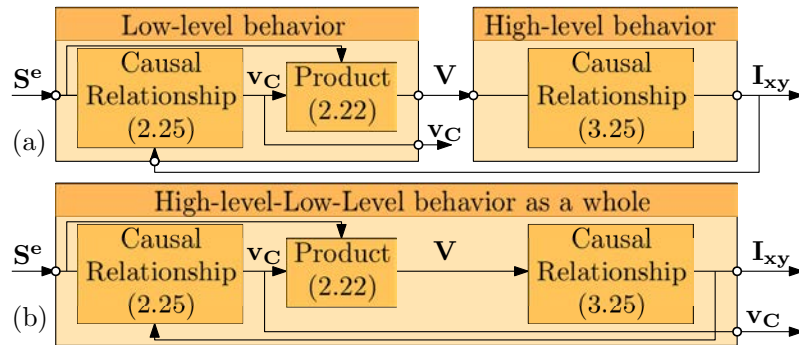 Low-level behavior
High-level behavior
S^e
Causal
Relationship
(2.25)
v_C
Product
(2.22)
V
v_C
Causal
Relationship
(3.25)
I_xy
(a)
High-level-Low-Level behavior as a whole
S^e
Causal
Relationship
(2.25)
v_C
Product
(2.22)
V
Causal
Relationship
(3.25)
I_xy
v_C
(b)